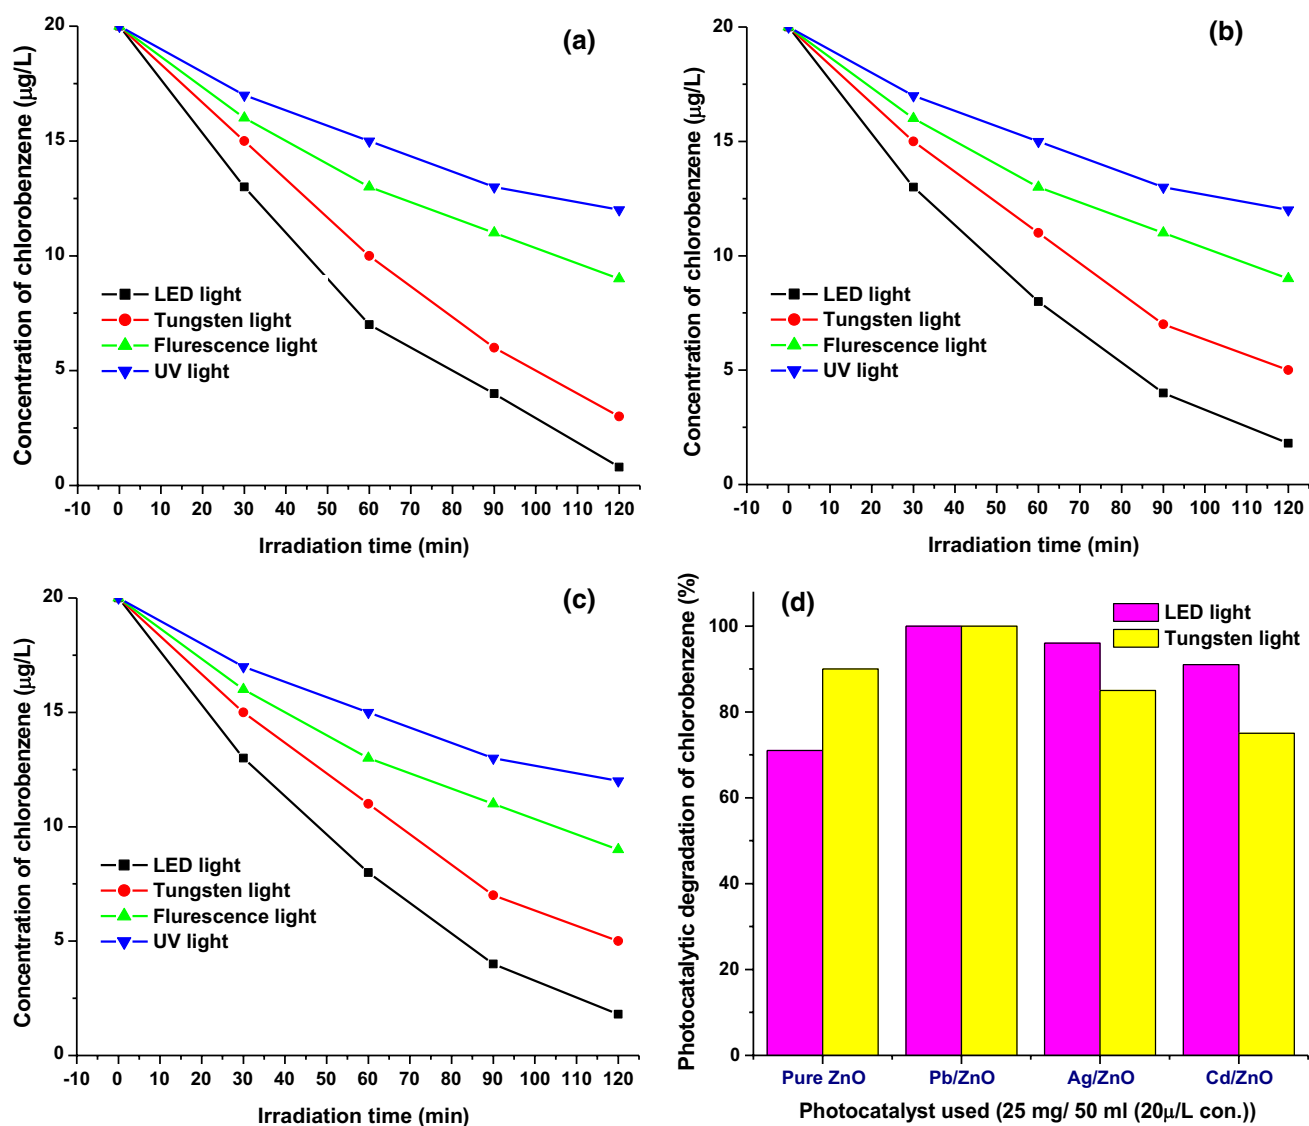 (a)
Concentration of chlorobenzene (μg/L)
20
15
10
5
0
LED light
Tungsten light
Flurescence light
UV light
-10 0 10 20 30 40 50 60 70 80 90 100 110 120
Irradiation time (min)
(b)
Concentration of chlorobenzene (μg/L)
20
15
10
5
0
LED light
Tungsten light
Flurescence light
UV light
-10 0 10 20 30 40 50 60 70 80 90 100 110 120
Irradiation time (min)
(c)
Concentration of chlorobenzene (μg/L)
20
15
10
5
0
LED light
Tungsten light
Flurescence light
UV light
-10 0 10 20 30 40 50 60 70 80 90 100 110 120
Irradiation time (min)
(d)
Photocatalytic degradation of chlorobenzene (%)
LED light
Tungsten light
100
80
60
40
20
0
Pure ZnO Pb/ZnO Ag/ZnO Cd/ZnO
Photocatalyst used (25 mg/ 50 ml (20μ/L con.))